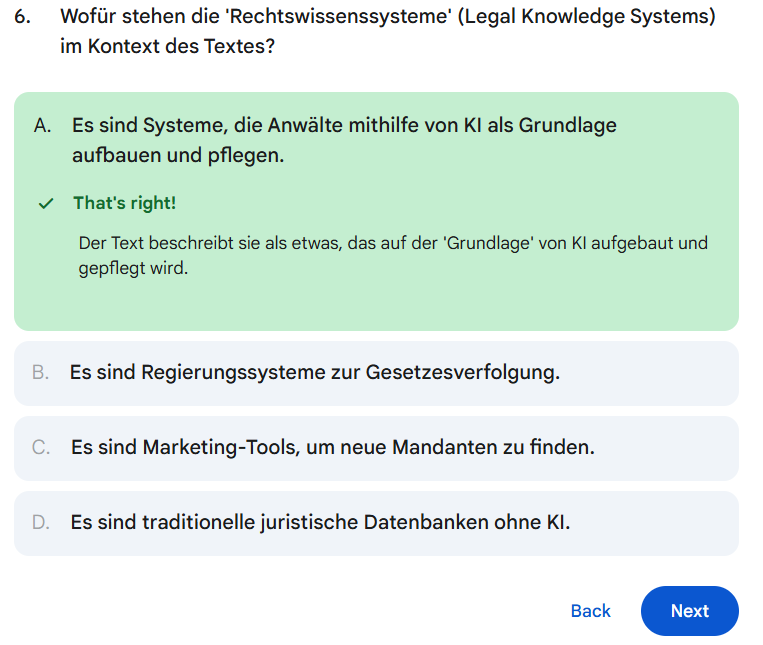 6. Wofür stehen die 'Rechtswissenssysteme' (Legal Knowledge Systems)
im Kontext des Textes?
A. Es sind Systeme, die Anwälte mithilfe von KI als Grundlage
aufbauen und pflegen.
✓ That's right!
Der Text beschreibt sie als etwas, das auf der 'Grundlage' von KI aufgebaut und
gepflegt wird.
B. Es sind Regierungssysteme zur Gesetzesverfolgung.
C. Es sind Marketing-Tools, um neue Mandanten zu finden.
D. Es sind traditionelle juristische Datenbanken ohne KI.
Back Next